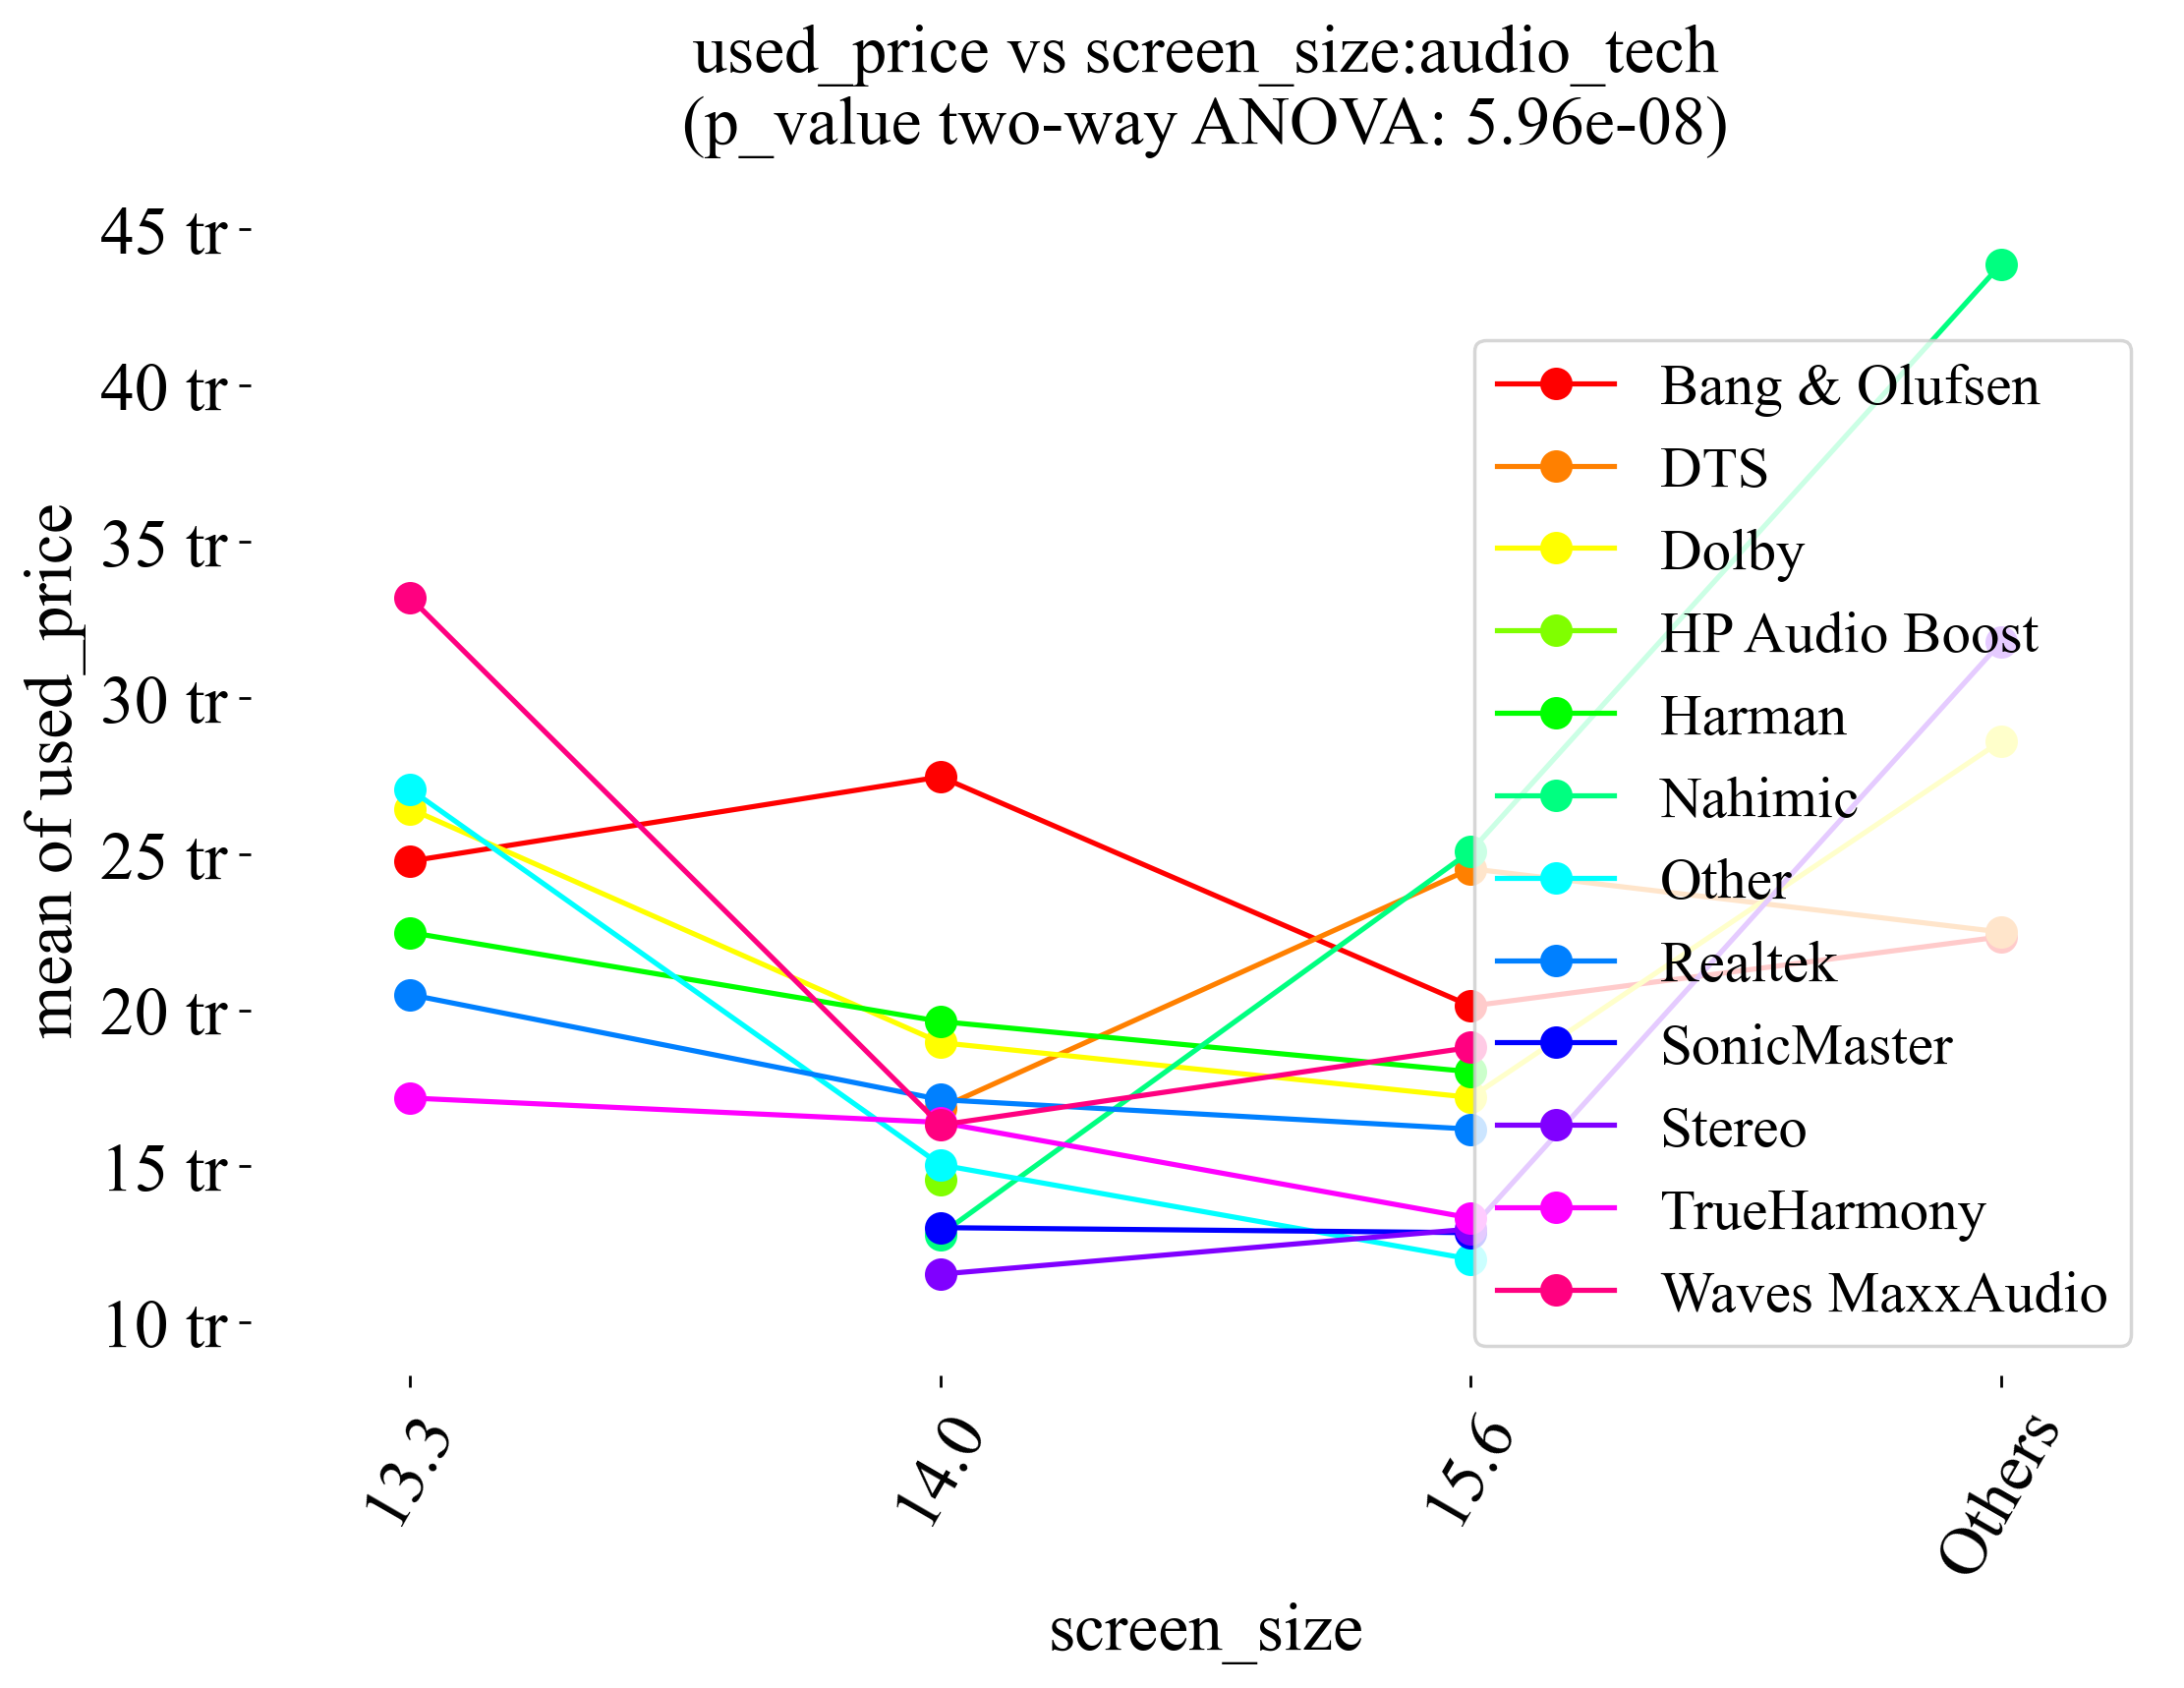 used_price vs screen_size:audio_tech
(p_value two-way ANOVA: 5.96e-08)
mean of used_price
45 tr
40 tr
35 tr
30 tr
25 tr
20 tr
15 tr
10 tr
Bang & Olufsen
DTS
Dolby
HP Audio Boost
Harman
Nahimic
Other
Realtek
SonicMaster
Stereo
TrueHarmony
Waves MaxxAudio
13.3
14.0
15.6
Others
screen_size